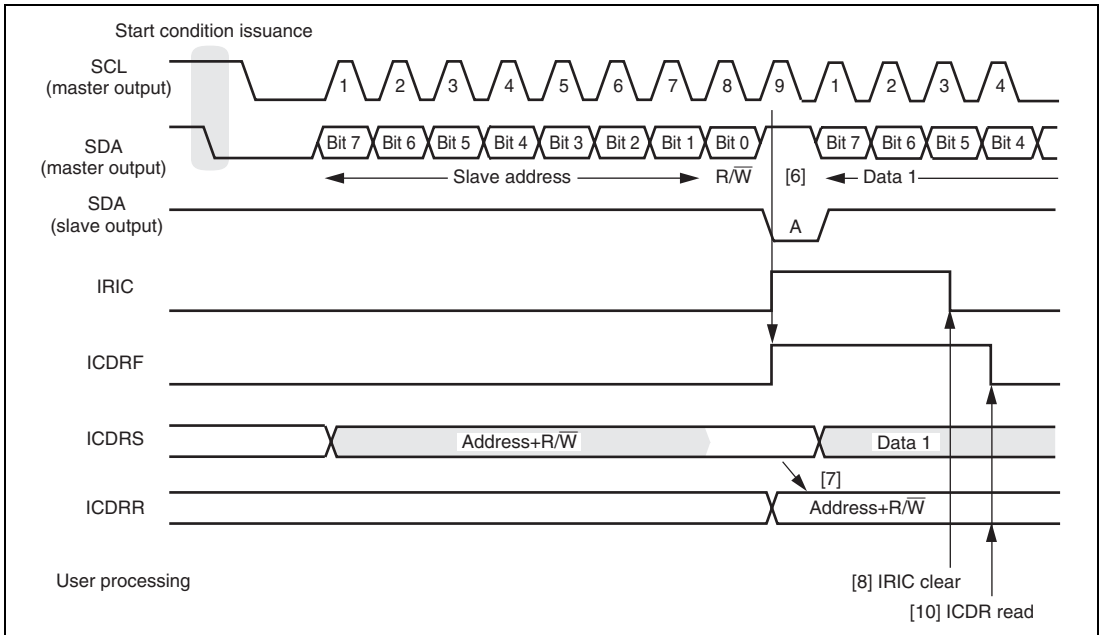 Start condition issuance
SCL
(master output)
1 2 3 4 5 6 7 8 9 1 2 3 4
SDA
(master output)
Bit 7 Bit 6 Bit 5 Bit 4 Bit 3 Bit 2 Bit 1 Bit 0 Bit 7 Bit 6 Bit 5 Bit 4
Slave address R/W̅ [6] Data 1
SDA
(slave output)
A
IRIC
ICDRF
ICDRS
Address+R/W̅ Data 1
[7]
ICDRR
Address+R/W̅
User processing
[8] IRIC clear
[10] ICDR read